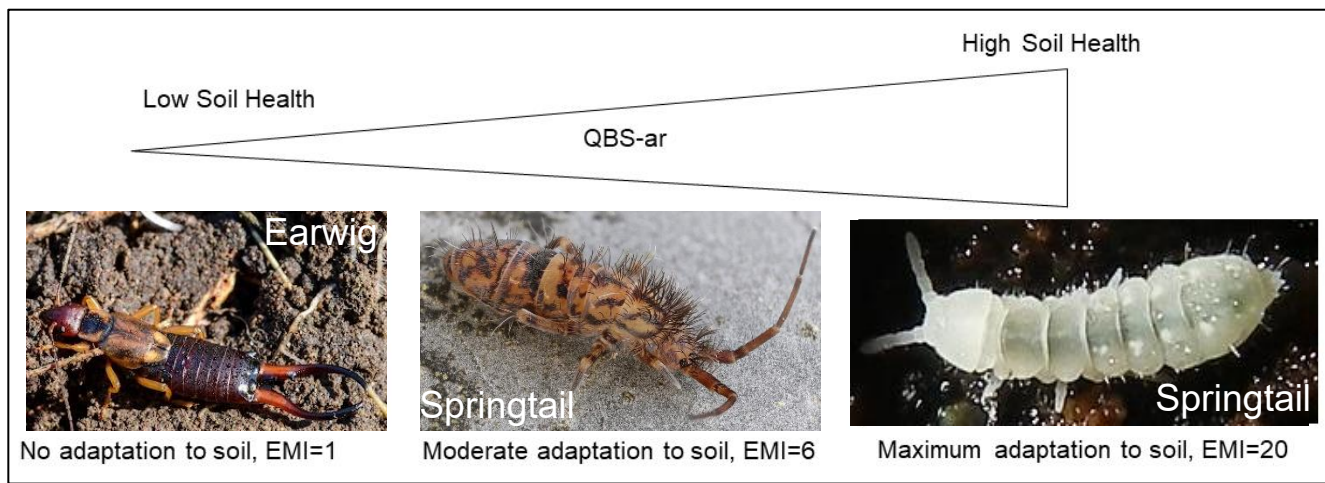 High Soil Health
Low Soil Health
QBS-ar
Earwig
Springtail
Springtail
No adaptation to soil, EMI=1
Moderate adaptation to soil, EMI=6
Maximum adaptation to soil, EMI=20